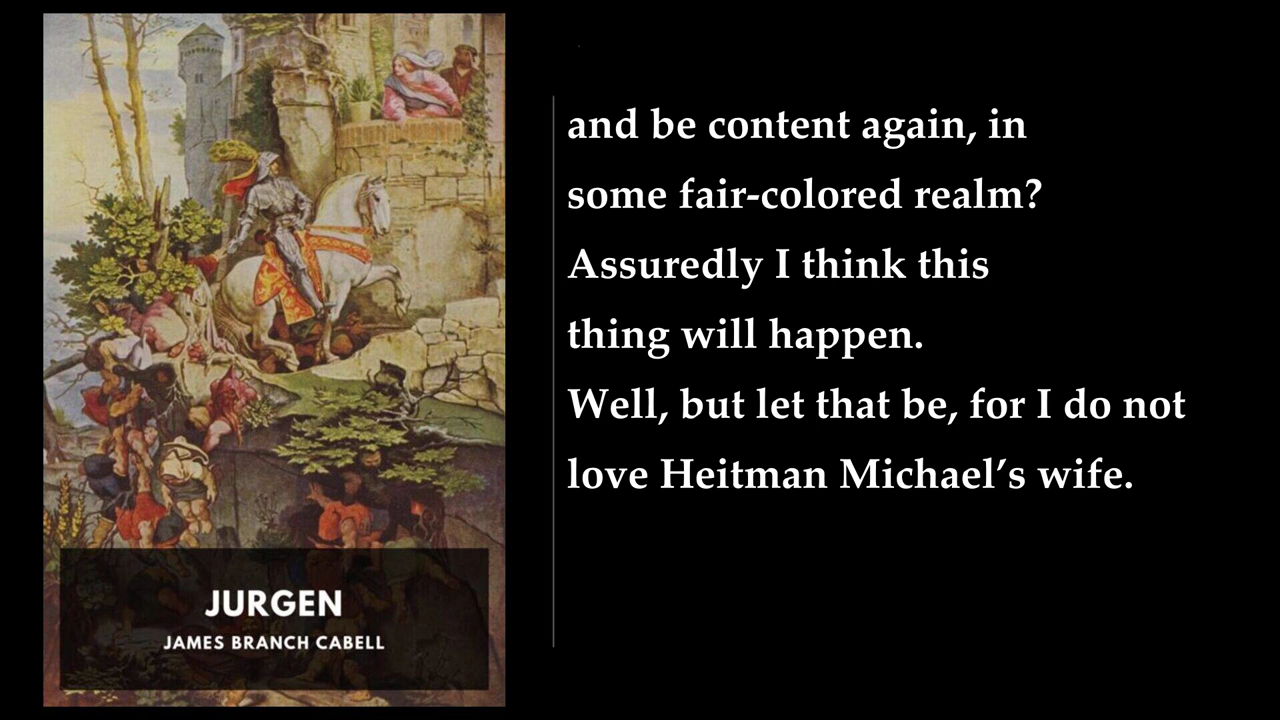 and be content again, in
some fair-colored realm?
Assuredly I think this
thing will happen.
Well, but let that be, for I do not
love Heitman Michael’s wife.
JURGEN
JAMES BRANCH CABELL